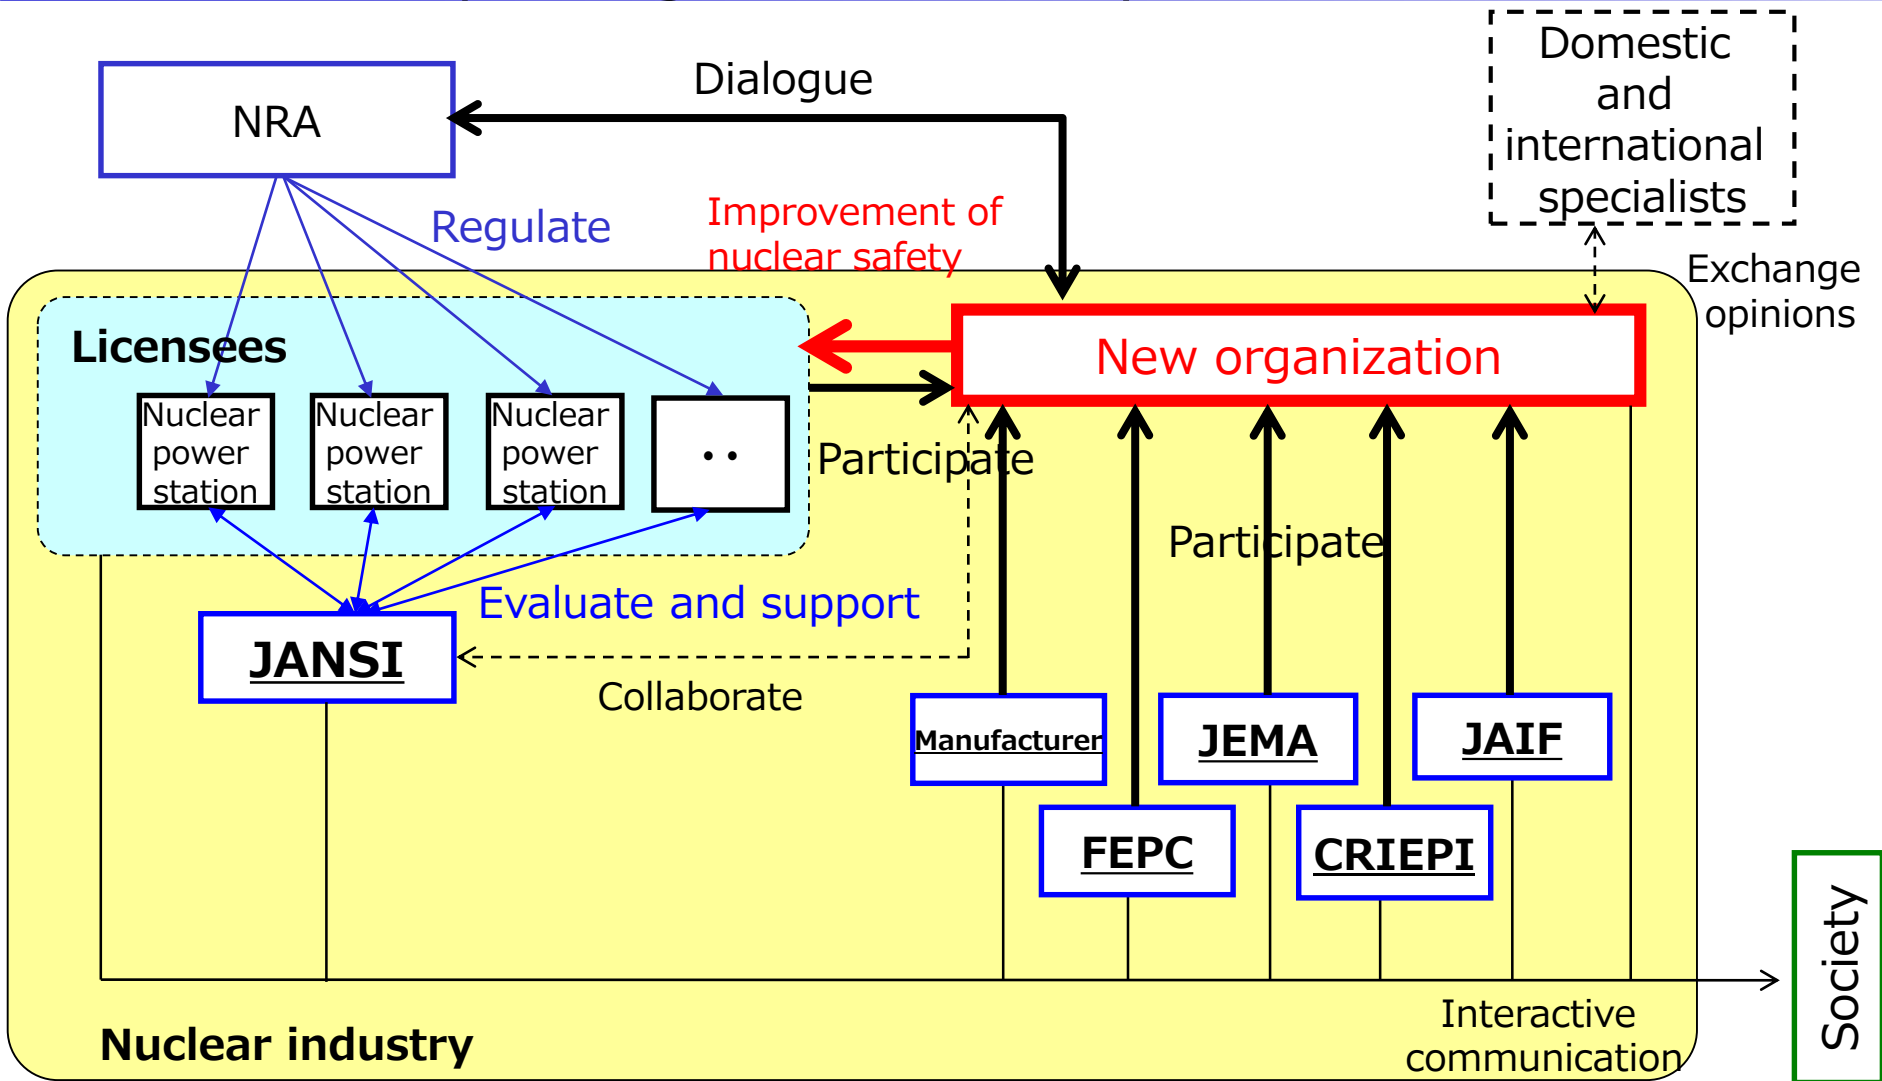 NRA
Dialogue
Domestic
and
international
specialists
Regulate
Improvement of
nuclear safety
Exchange
opinions
Licensees
New organization
Nuclear
power
station
Nuclear
power
station
Nuclear
power
station
..
Participate
Participate
Evaluate and support
JANSI
Collaborate
Manufacturer
JEMA
JAIF
FEPC
CRIEPI
Society
Interactive
communication
Nuclear industry